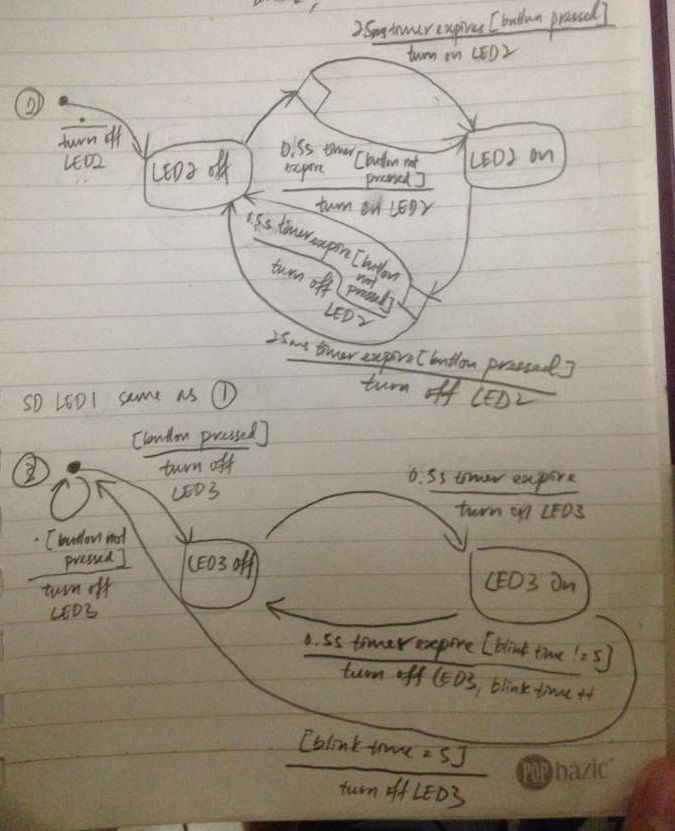 25ms timer expires [button pressed]
turn on LED2
①
turn off
LED2
LED2 off
LED2 on
0.5s timer
expire [button not
pressed]
turn on LED2
0.5s timer expire [button
not
pressed]
turn off
LED2
25ms timer expire [button pressed]
turn off LED2
SD LED1 same as ①
②
[button pressed]
turn off
LED3
0.5s timer expire
turn on LED3
[button not
pressed]
turn off
LED3
LED3 off
LED3 On
0.5s timer expire [blink time != 5]
turn off LED3, blink time ++
[blink time = 5]
turn off LED3
POP bazic